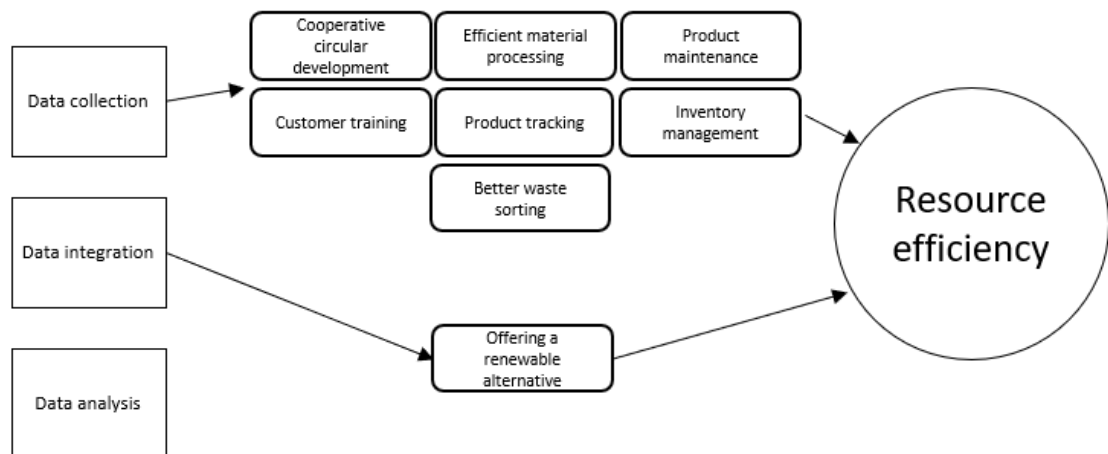 Data collection
Cooperative
circular
development
Efficient material
processing
Product
maintenance
Customer training
Product tracking
Inventory
management
Better waste
sorting
Resource
efficiency
Data integration
Offering a
renewable
alternative
Data analysis